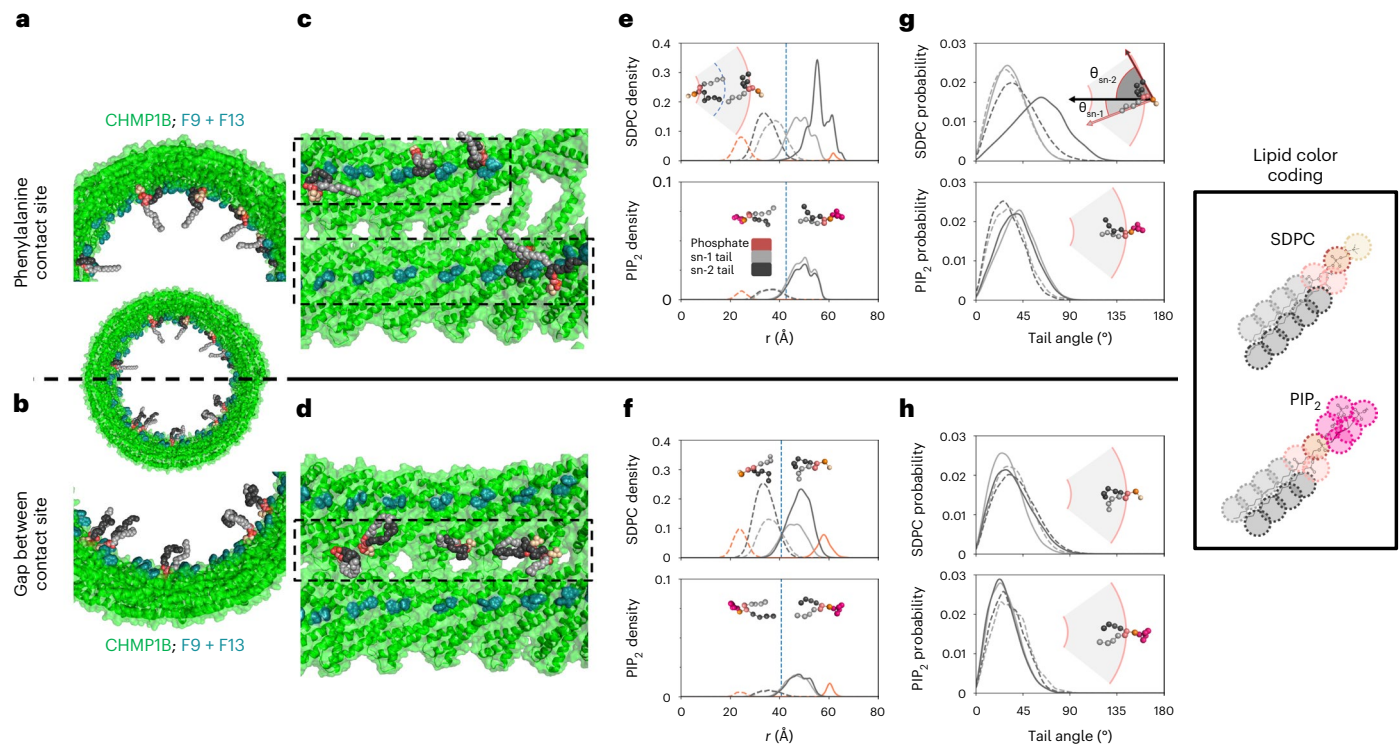 a
CHMP1B; F9 + F13
Phenylalanine
contact site
b
Gap between
contact site
CHMP1B; F9 + F13
c
d
e
SDPC density
0.4
0.3
0.2
0.1
0
PIP2 density
0.1
0
Phosphate
sn-1 tail
sn-2 tail
0 20 40 60 80
r (Å)
f
SDPC density
0.4
0.3
0.2
0.1
0
PIP2 density
0.1
0
0 20 40 60 80
r (Å)
g
SDPC probability
0.03
0.02
0.01
0
θsn-2
θsn-1
PIP2 probability
0.03
0.02
0.01
0
0 45 90 135 180
Tail angle (°)
h
SDPC probability
0.03
0.02
0.01
0
PIP2 probability
0.03
0.02
0.01
0
0 45 90 135 180
Tail angle (°)
Lipid color
coding
SDPC
PIP2